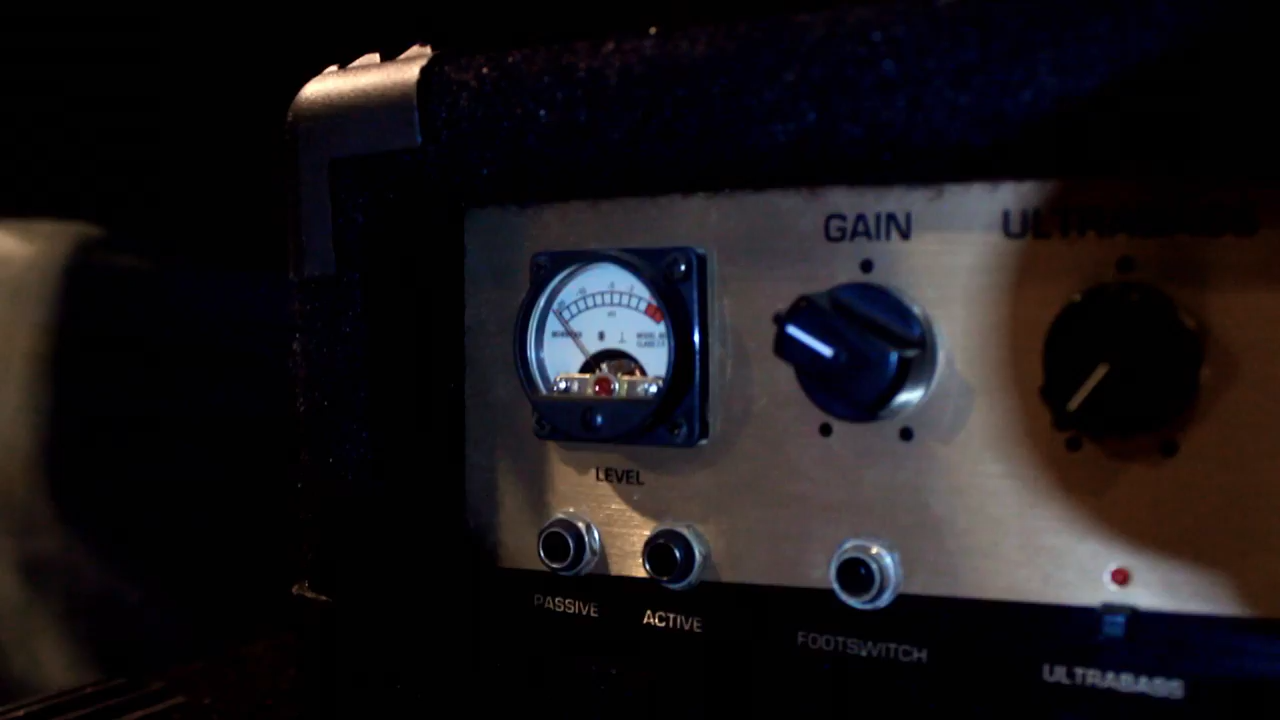 GAIN
ULTRABASS
LEVEL
PASSIVE
ACTIVE
FOOTSWITCH
ULTRABASS